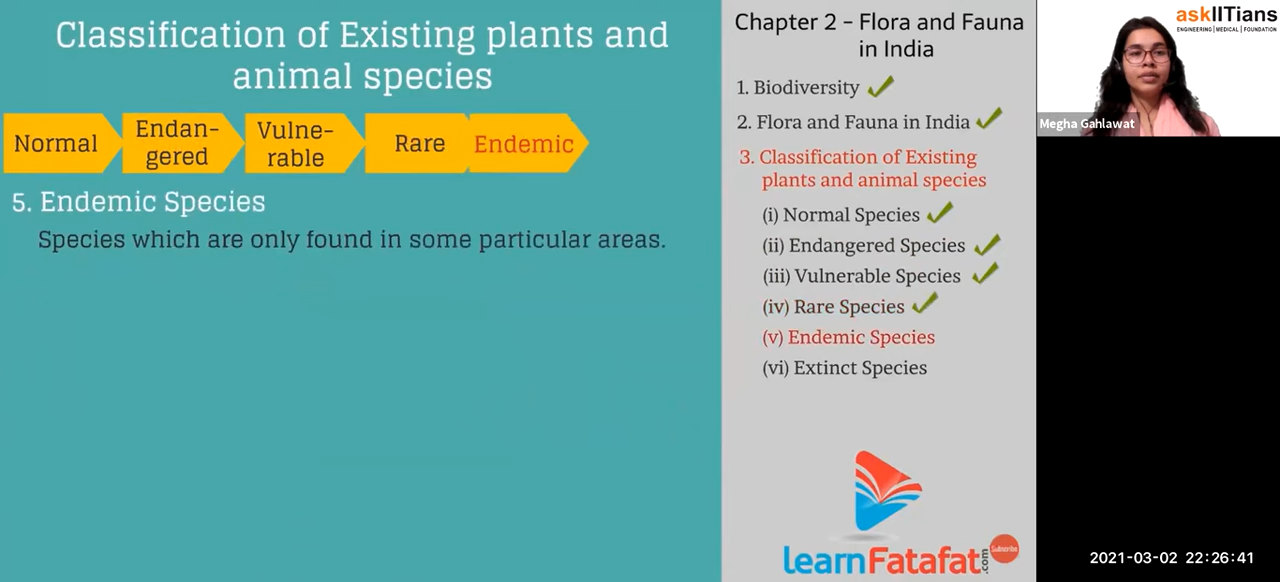 Classification of Existing plants and
animal species
Normal
Endan-
gered
Vulne-
rable
Rare
Endemic
5. Endemic Species
Species which are only found in some particular areas.
Chapter 2 – Flora and Fauna
in India
1. Biodiversity
2. Flora and Fauna in India
3. Classification of Existing
plants and animal species
(i) Normal Species
(ii) Endangered Species
(iii) Vulnerable Species
(iv) Rare Species
(v) Endemic Species
(vi) Extinct Species
learnFatafat.com
Subscribe
askIITians
ENGINEERING | MEDICAL | FOUNDATION
Megha Gahlawat
2021-03-02 22:26:41